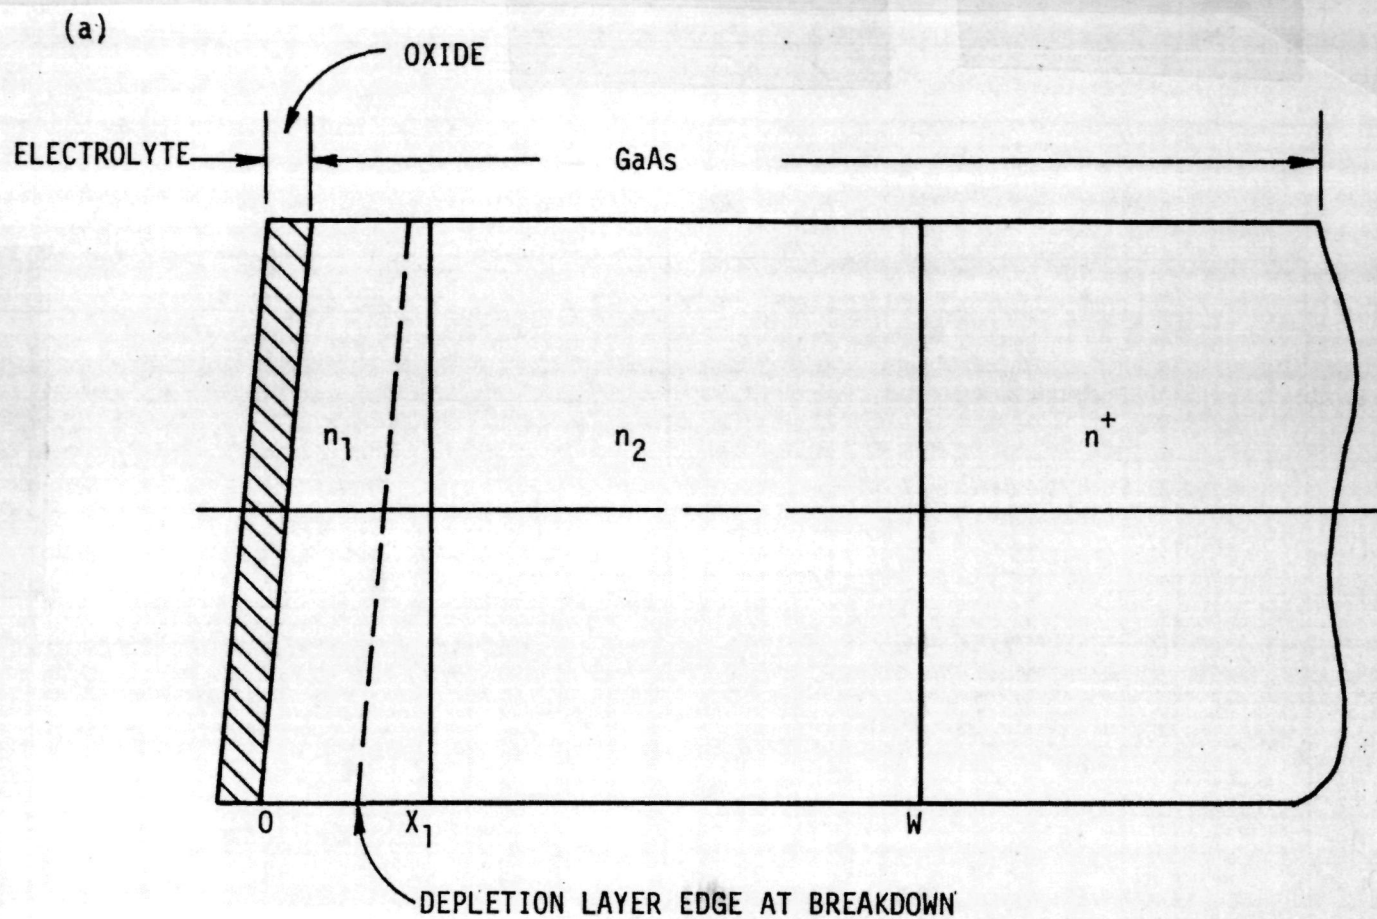 (a)
OXIDE
ELECTROLYTE
GaAs
n1
n2
n+
0
X1
W
DEPLETION LAYER EDGE AT BREAKDOWN